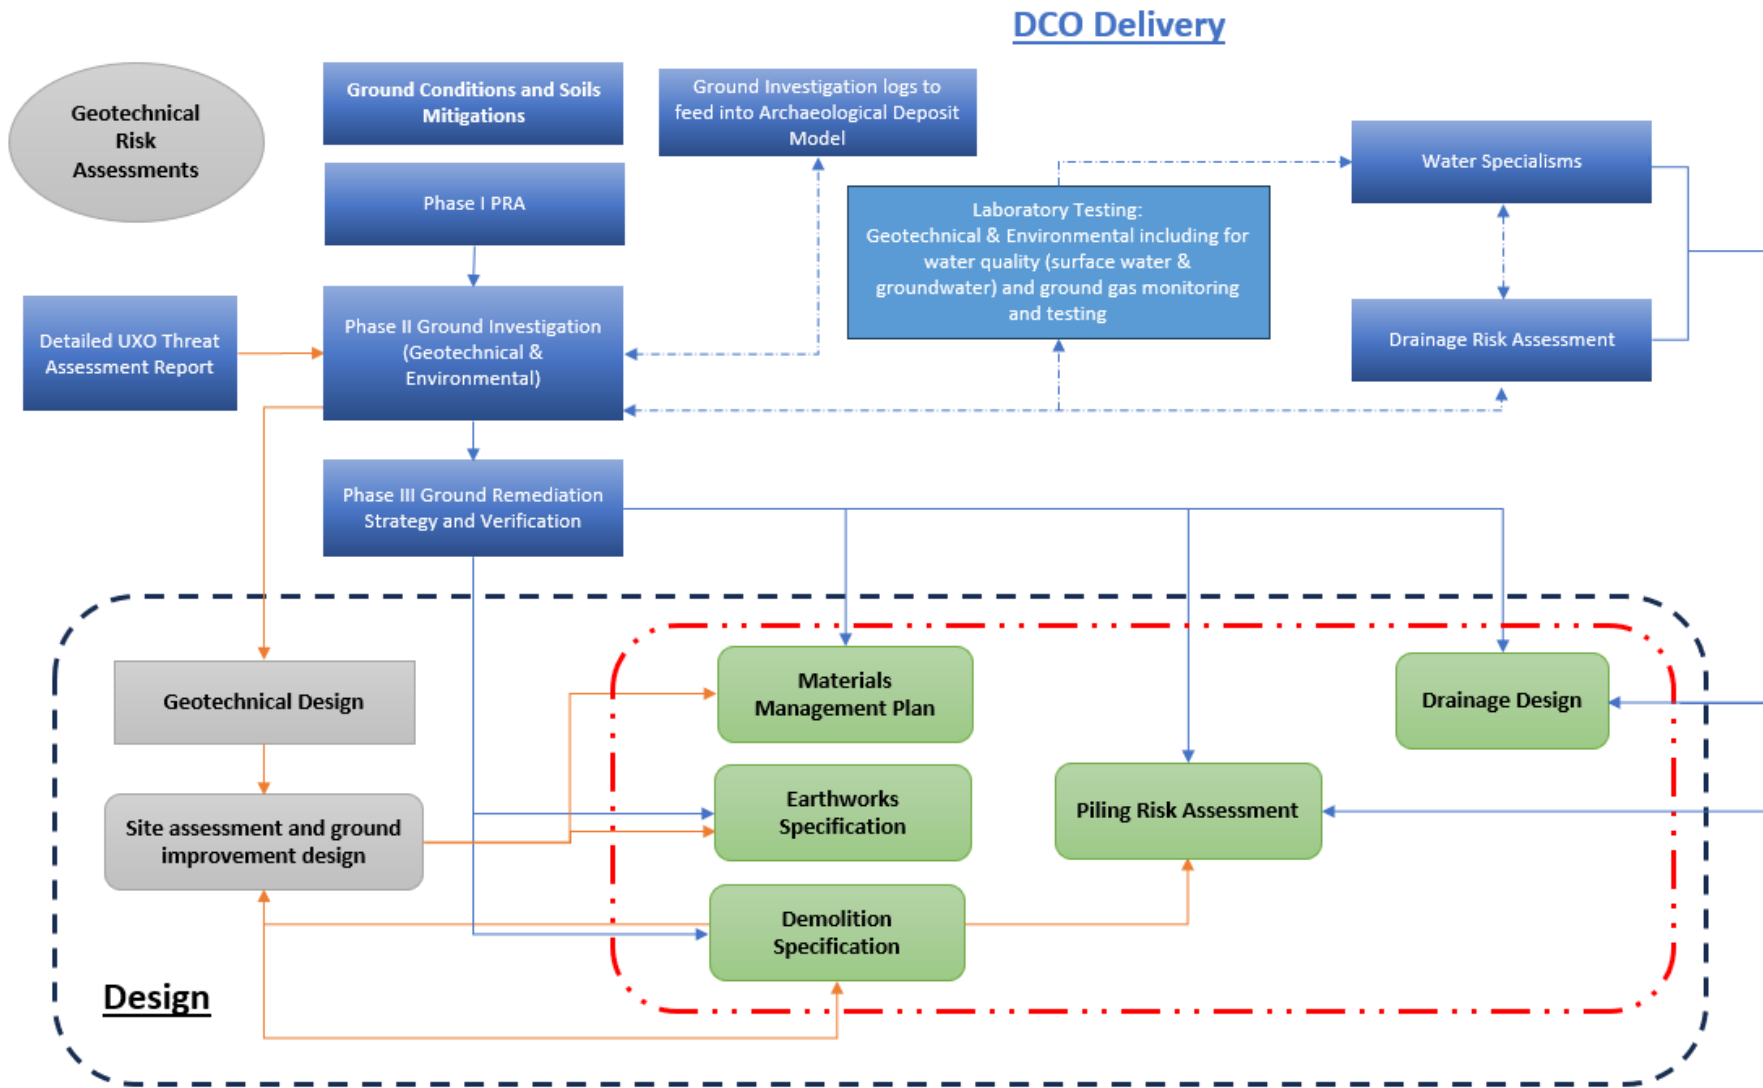 DCO Delivery
Geotechnical
Risk
Assessments
Ground Conditions and Soils
Mitigations
Ground Investigation logs to
feed into Archaeological Deposit
Model
Water Specialisms
Phase I PRA
Laboratory Testing:
Geotechnical & Environmental including for
water quality (surface water &
groundwater) and ground gas monitoring
and testing
Detailed UXO Threat
Assessment Report
Phase II Ground Investigation
(Geotechnical &
Environmental)
Drainage Risk Assessment
Phase III Ground Remediation
Strategy and Verification
Geotechnical Design
Materials
Management Plan
Drainage Design
Site assessment and ground
improvement design
Earthworks
Specification
Piling Risk Assessment
Demolition
Specification
Design